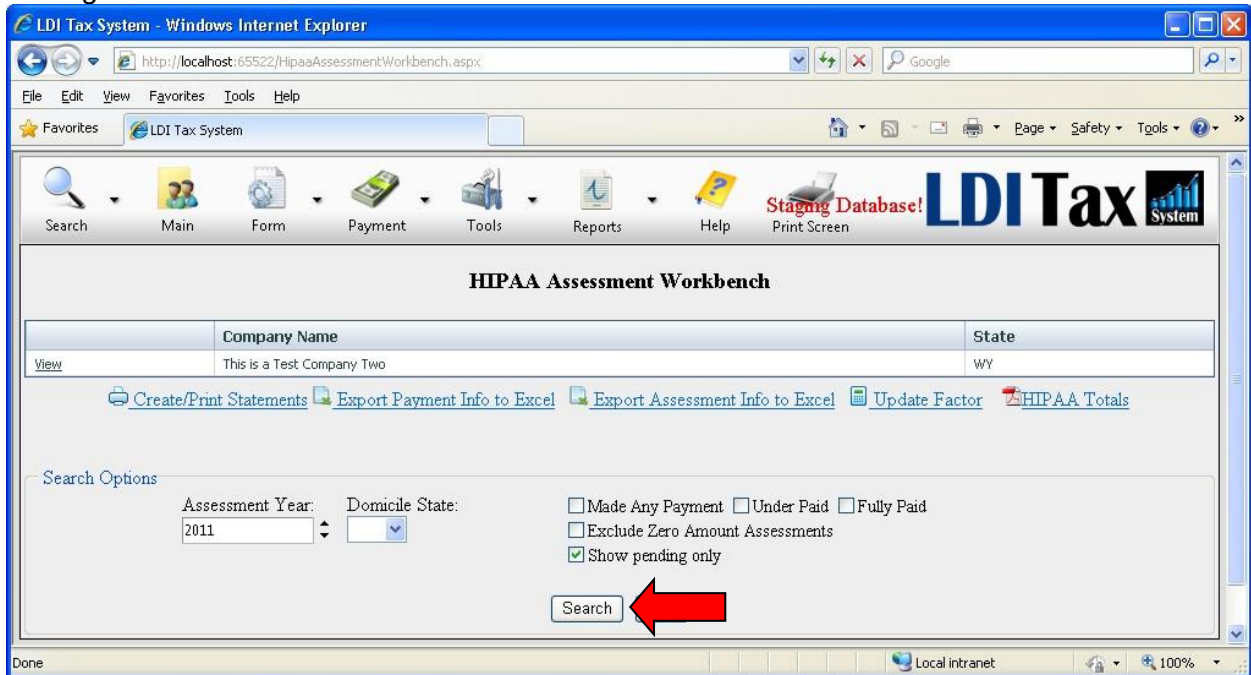 LDI Tax System - Windows Internet Explorer
http://localhost:65522/HipaaAssessmentWorkbench.aspx
Google
File Edit View Favorites Tools Help
Favorites LDI Tax System Page Safety Tools »
Search Main Form Payment Tools Reports Help Print Screen
Staging Database! LDI Tax System
HIPAA Assessment Workbench
Company Name State
View This is a Test Company Two WY
Create/Print Statements Export Payment Info to Excel Export Assessment Info to Excel Update Factor HIPAA Totals
Search Options
Assessment Year: Domicile State: Made Any Payment Under Paid Fully Paid
2011 Exclude Zero Amount Assessments
Show pending only
Search
Done Local intranet 100%